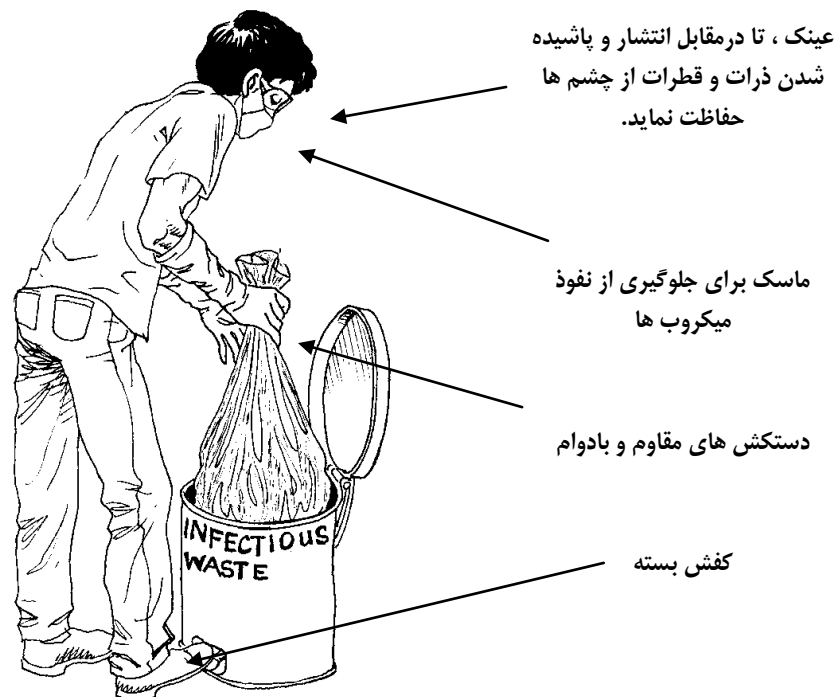 عینک ، تا درمقابل انتشار و پاشیده
شدن ذرات و قطرات از چشم ها
حفاظت نماید.
ماسک برای جلوگیری از نفوذ
میکروب ها
دستکش های مقاوم و بادوام
کفش بسته
INFECTIOUS
WASTE